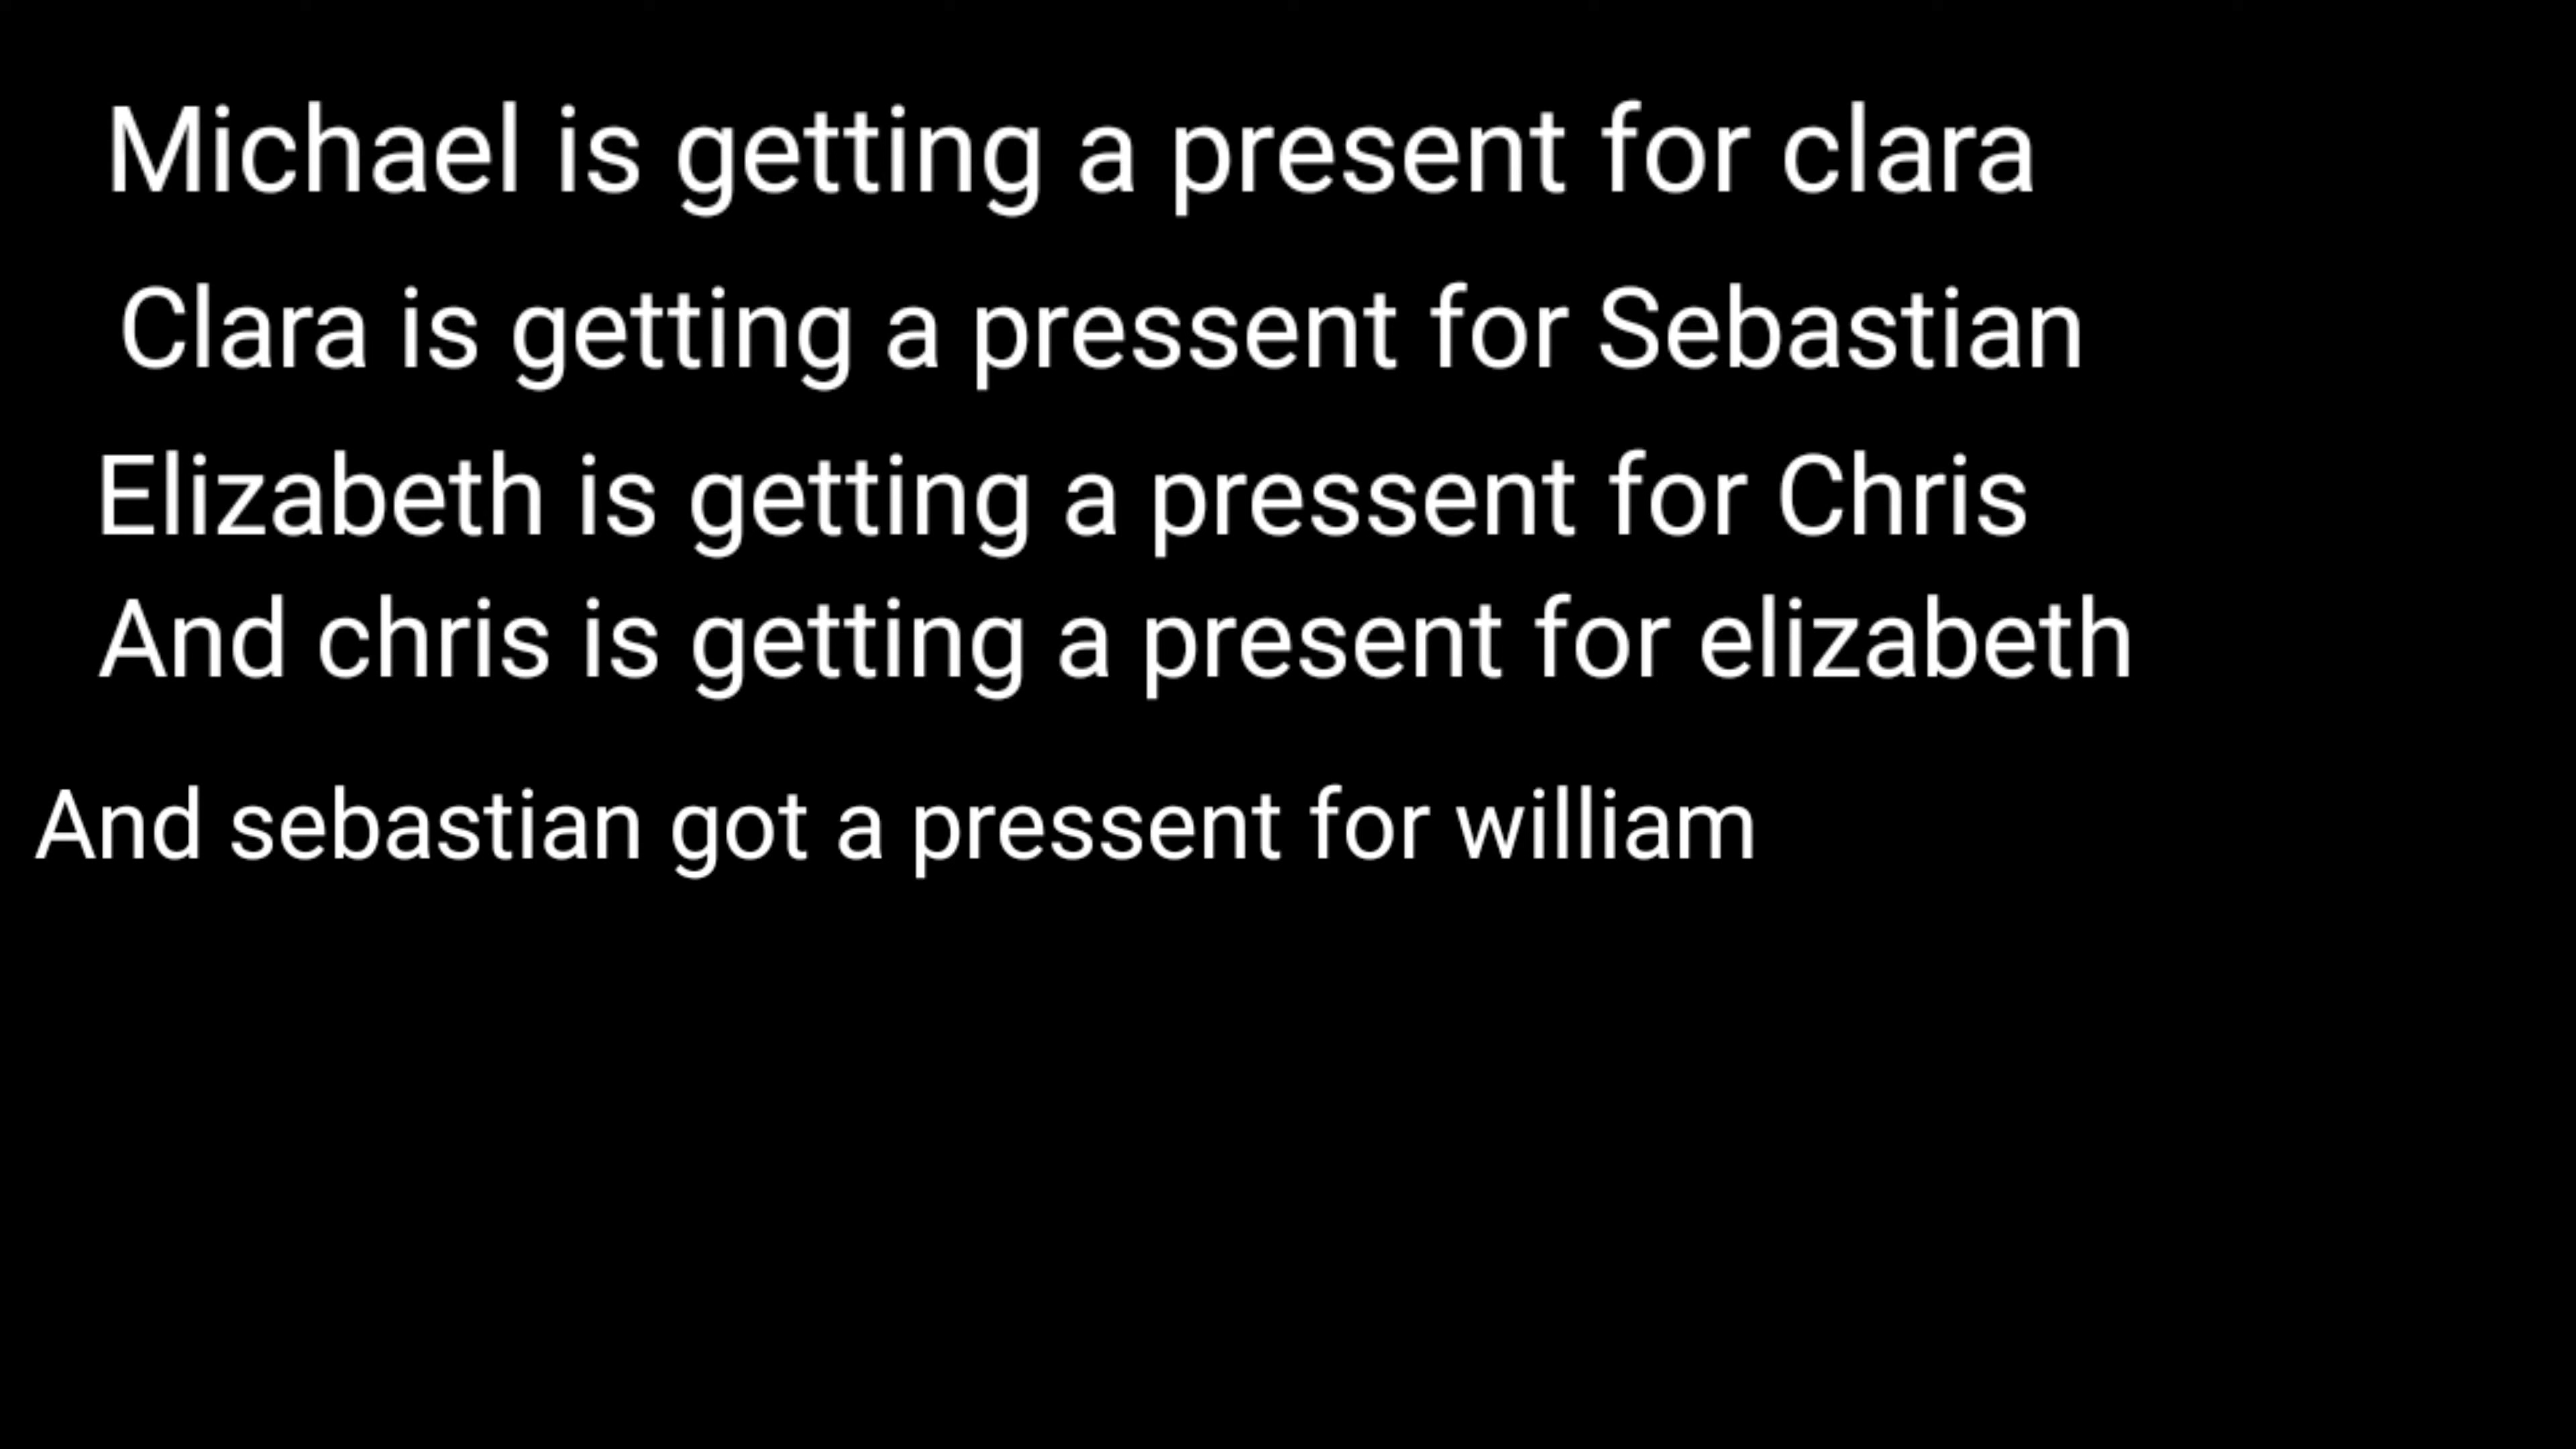 Michael is getting a present for clara
Clara is getting a pressent for Sebastian
Elizabeth is getting a pressent for Chris
And chris is getting a present for elizabeth
And sebastian got a pressent for william